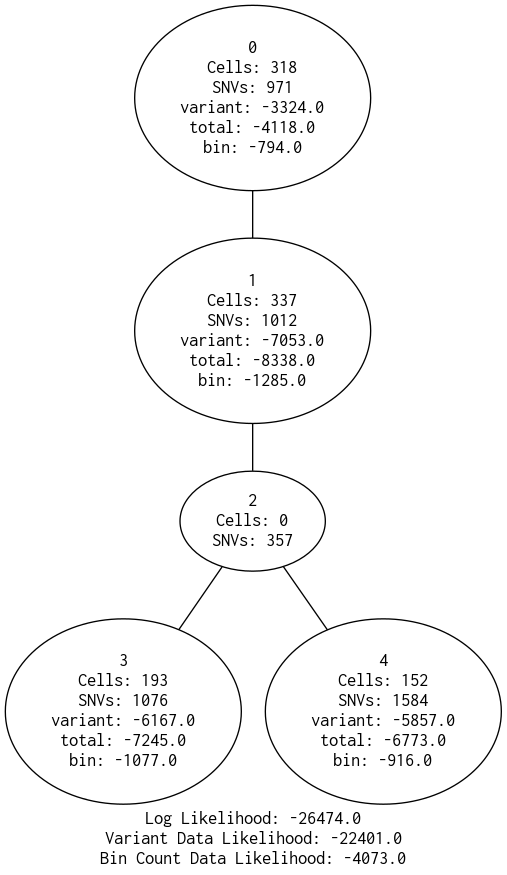 0
Cells: 318
SNVs: 971
variant: -3324.0
total: -4118.0
bin: -794.0
1
Cells: 337
SNVs: 1012
variant: -7053.0
total: -8338.0
bin: -1285.0
2
Cells: 0
SNVs: 357
3
Cells: 193
SNVs: 1076
variant: -6167.0
total: -7245.0
bin: -1077.0
4
Cells: 152
SNVs: 1584
variant: -5857.0
total: -6773.0
bin: -916.0
Log Likelihood: -26474.0
Variant Data Likelihood: -22401.0
Bin Count Data Likelihood: -4073.0